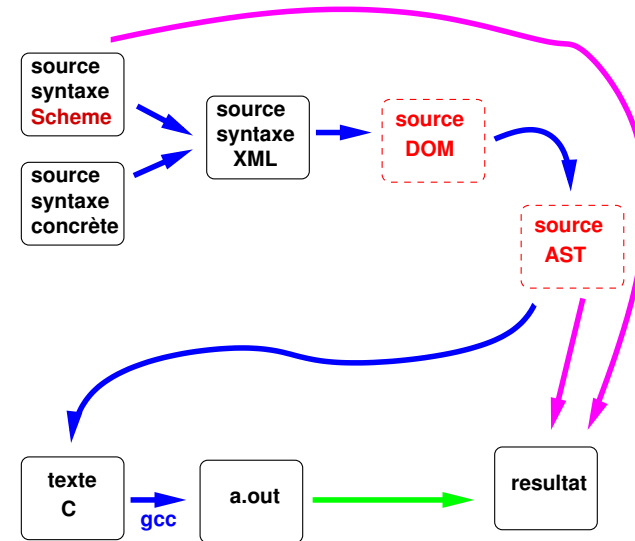 source
syntaxe
Scheme
source
syntaxe
concrète
source
syntaxe
XML
source
DOM
source
AST
texte
C
gcc
a.out
resultat